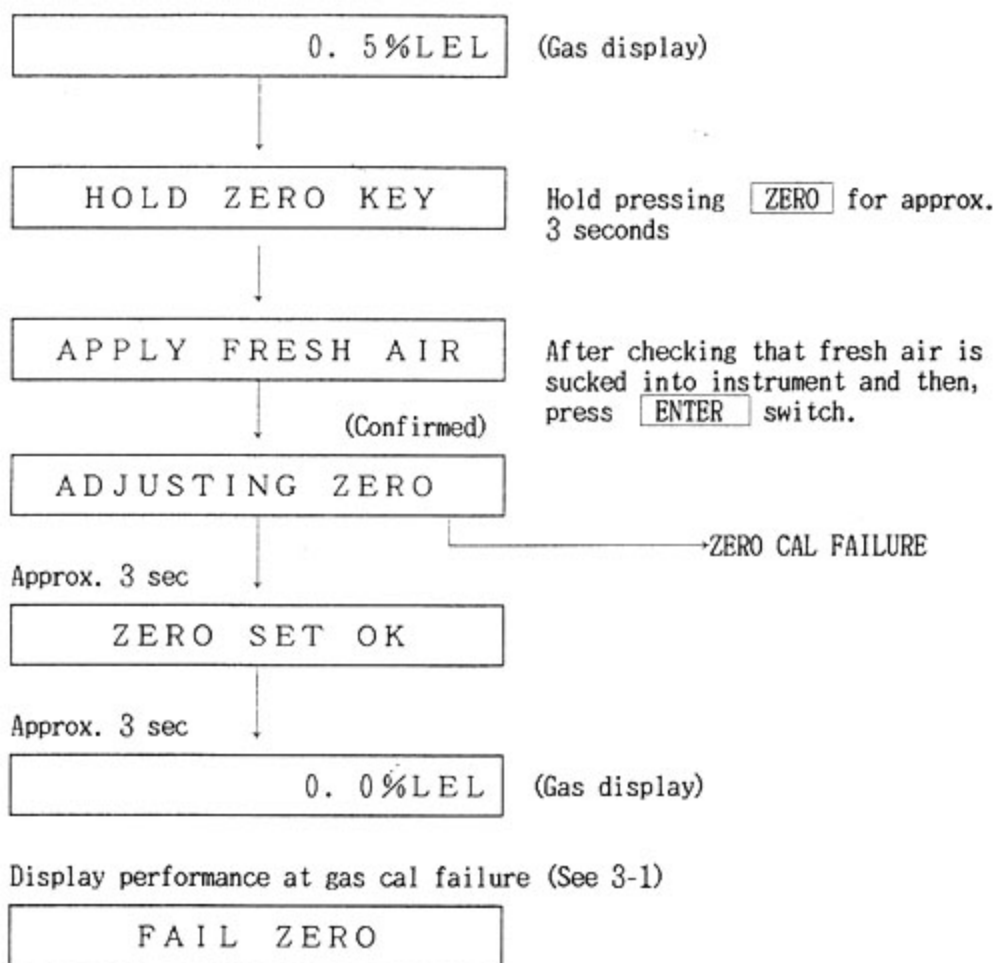 0. 5%LEL (Gas display)
HOLD ZERO KEY
Hold pressing ZERO for approx.
3 seconds
APPLY FRESH AIR
After checking that fresh air is
sucked into instrument and then,
press ENTER switch.
(Confirmed)
ADJUSTING ZERO
ZERO CAL FAILURE
Approx. 3 sec
ZERO SET OK
Approx. 3 sec
0. 0%LEL (Gas display)
Display performance at gas cal failure (See 3-1)
FAIL ZERO